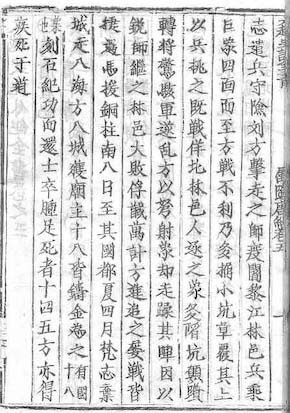 志遣兵守險刘方擊走之師度闍黎江林邑兵乘
巨象四面而至方戰不利乃多掘小坑草覆其上
以兵挑之既戰佯北林邑人逐之象多陷坑顛躓
轉相驚駭軍遂亂方以弩射象却走蹂其陣因以
銳師繼之林邑大敗俘馘萬計方進追之屢戰皆
捷過馬援銅柱南八日至其國都夏四月梵志棄
城走入海方入城獲廟主十八皆鑄金為之有國十八
世刻石紀功而還士卒腫足死者十四五方亦得
疾死于道